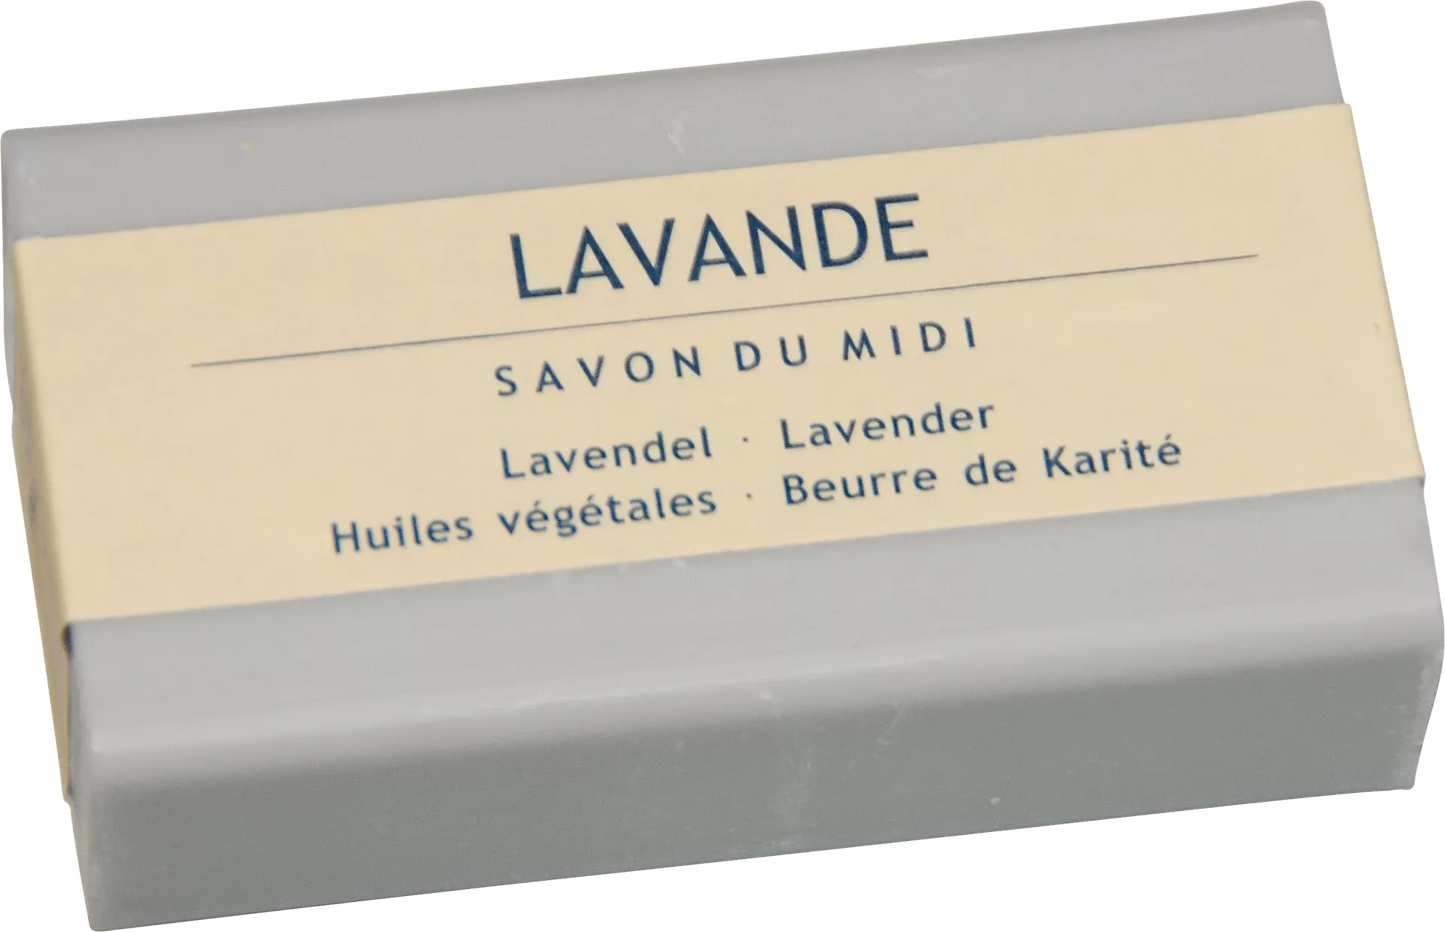 LAVANDE
SAVON DU MIDI
Lavendel · Lavender
Huiles végétales · Beurre de Karité